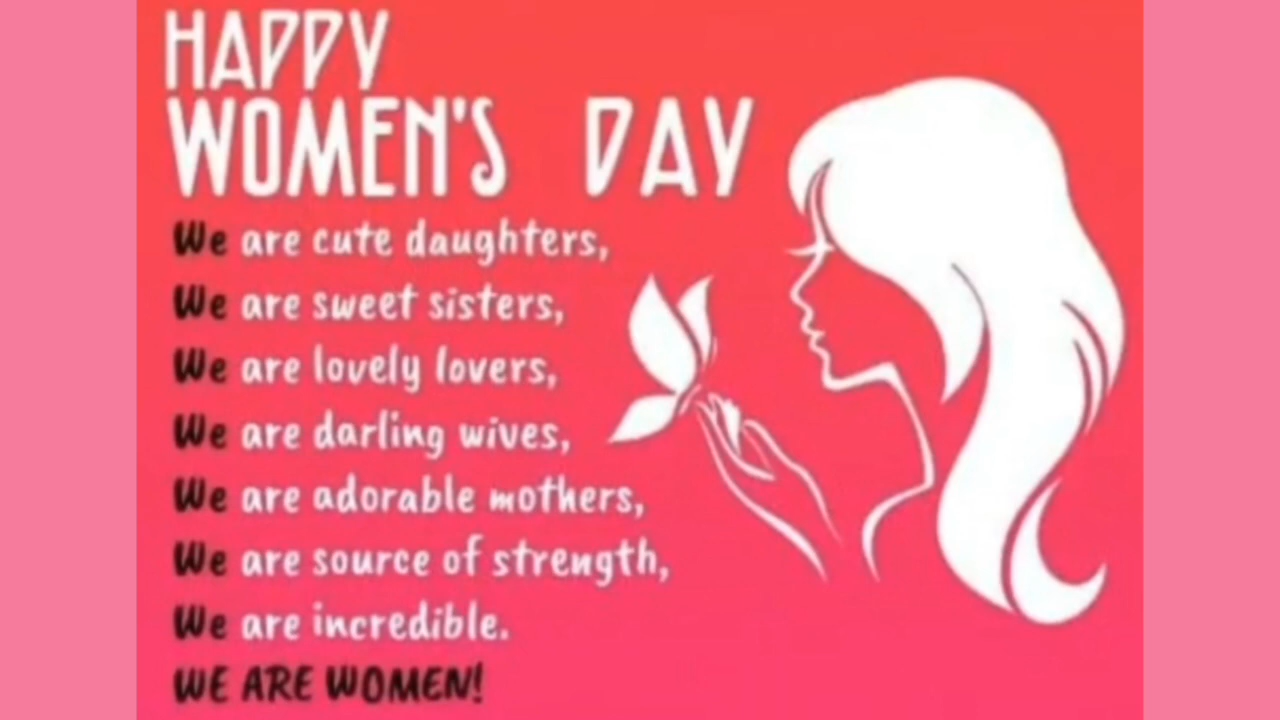 HAPPY
WOMEN'S DAY
We are cute daughters,
We are sweet sisters,
We are lovely lovers,
We are darling wives,
We are adorable mothers,
We are source of strength,
We are incredible.
WE ARE WOMEN!